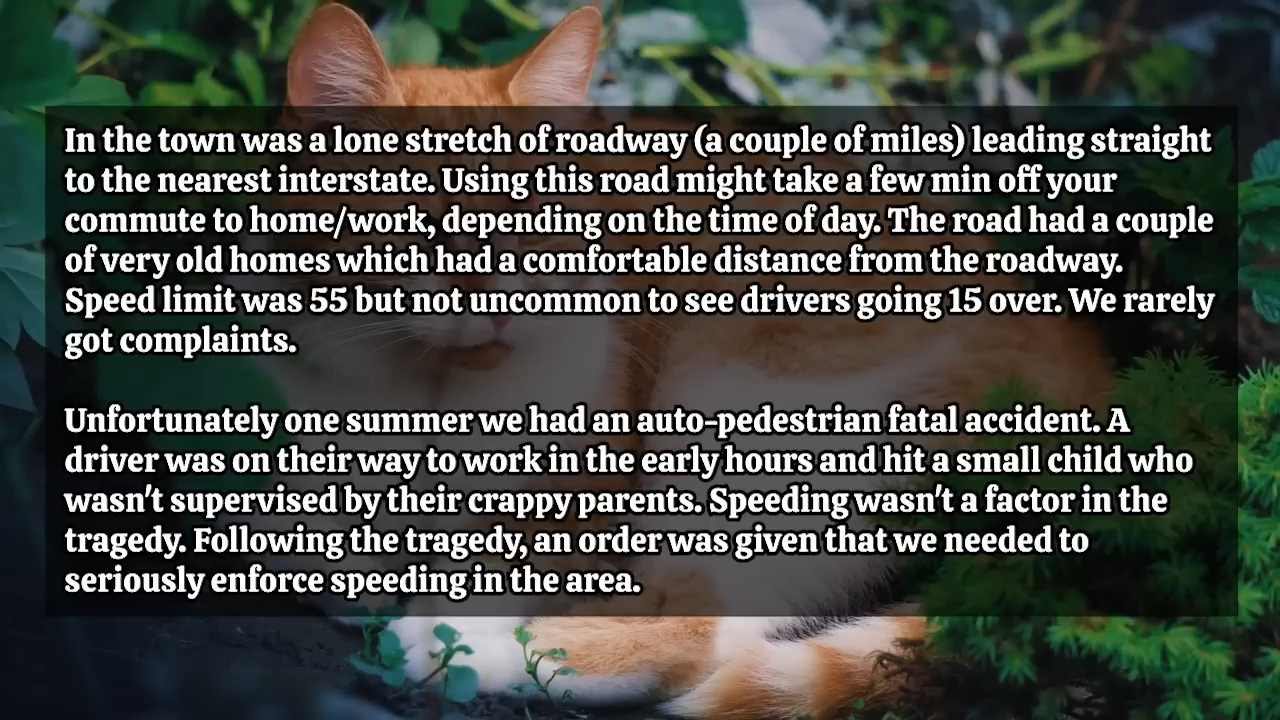 In the town was a lone stretch of roadway (a couple of miles) leading straight
to the nearest interstate. Using this road might take a few min off your
commute to home/work, depending on the time of day. The road had a couple
of very old homes which had a comfortable distance from the roadway.
Speed limit was 55 but not uncommon to see drivers going 15 over. We rarely
got complaints.
Unfortunately one summer we had an auto-pedestrian fatal accident. A
driver was on their way to work in the early hours and hit a small child who
wasn't supervised by their crappy parents. Speeding wasn't a factor in the
tragedy. Following the tragedy, an order was given that we needed to
seriously enforce speeding in the area.